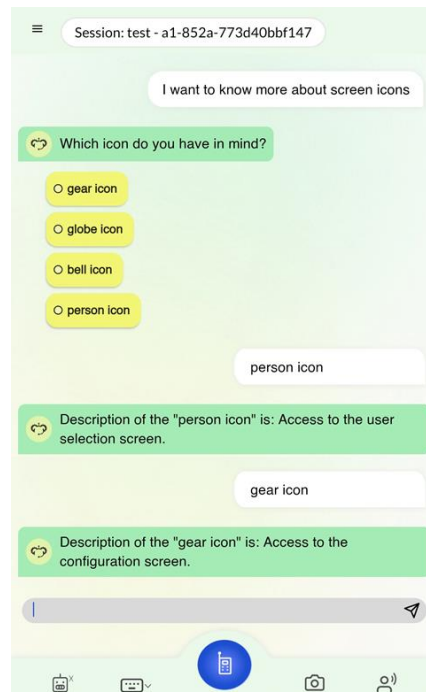 Session: test - a1-852a-773d40bbf147
I want to know more about screen icons
Which icon do you have in mind?
gear icon
globe icon
bell icon
person icon
person icon
Description of the "person icon" is: Access to the user
selection screen.
gear icon
Description of the "gear icon" is: Access to the
configuration screen.